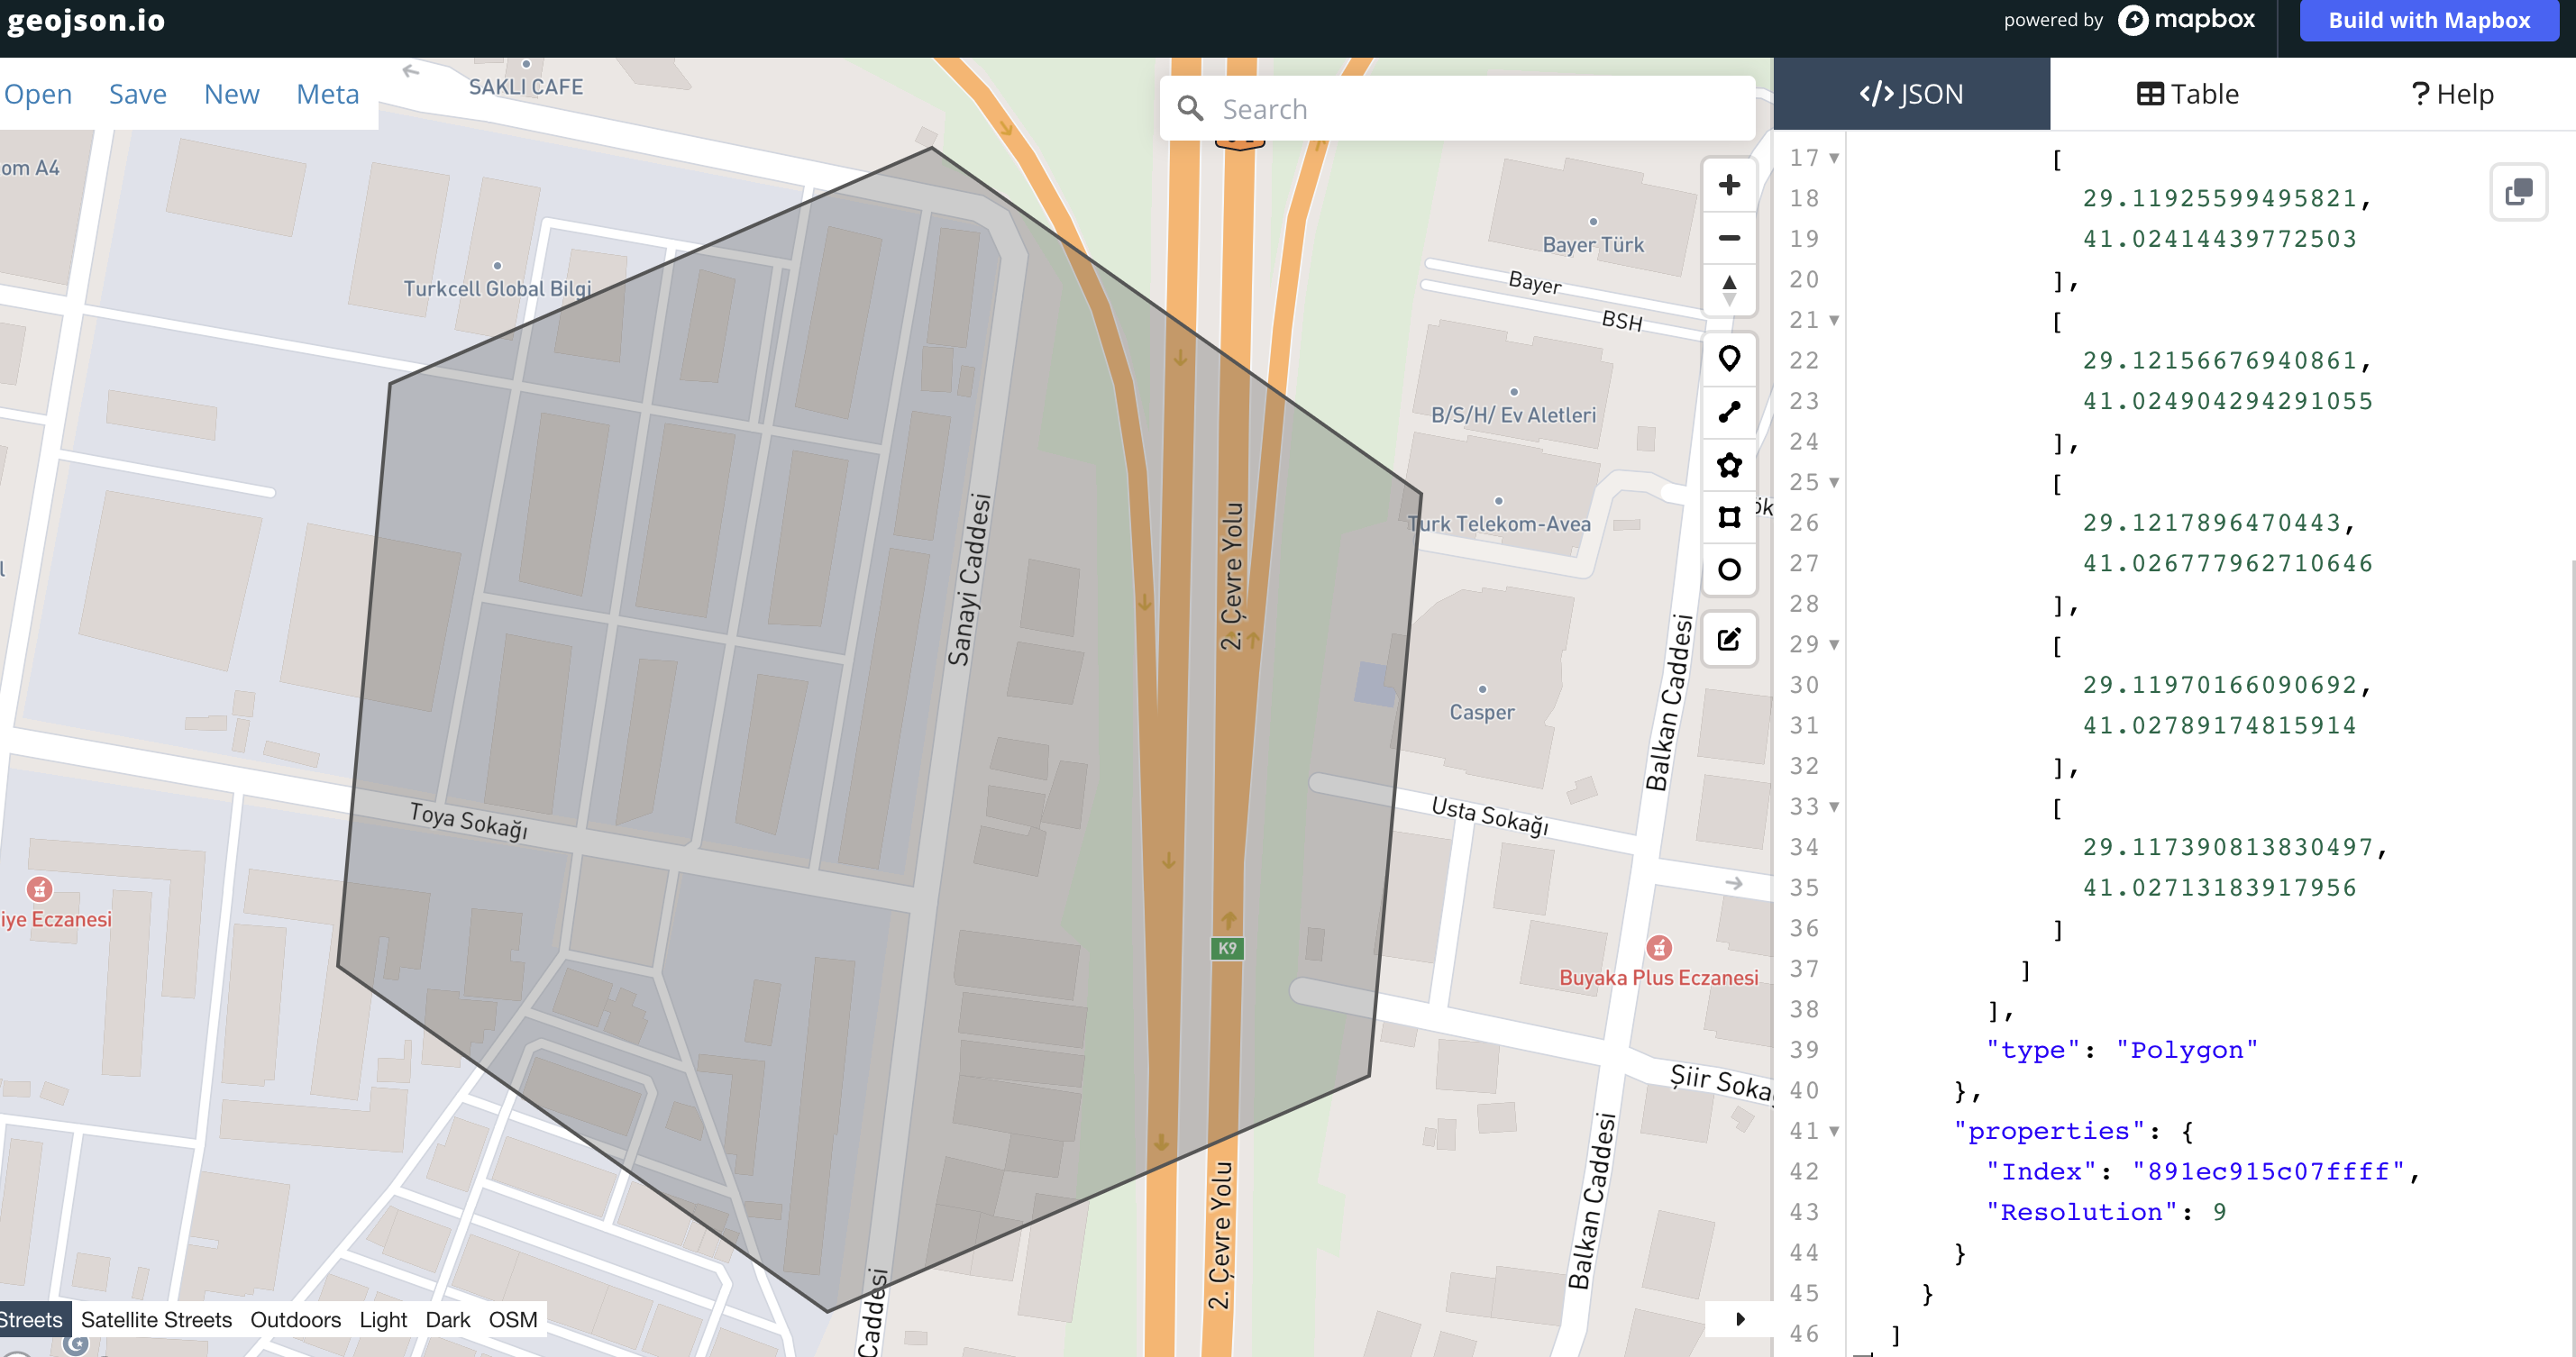 geojson.io
powered by mapbox
Build with Mapbox
Open Save New Meta
Search
</> JSON
Table
? Help
SAKLI CAFE
om A4
Turkcell Global Bilgi
Bayer Türk
Bayer
BSH
B/S/H/ Ev Aletleri
Turk Telekom-Avea
ök
Sanayi Caddesi
2. Çevre Yolu
Casper
Balkan Caddesi
Toya Sokağı
Usta Sokağı
iye Eczanesi
K9
Buyaka Plus Eczanesi
Şiir Soka
Balkan Caddesi
2. Çevre Yolu
Caddesi
Streets Satellite Streets Outdoors Light Dark OSM
17 [
18 29.11925599495821,
19 41.02414439772503
20 ],
21 [
22 29.12156676940861,
23 41.024904294291055
24 ],
25 [
26 29.1217896470443,
27 41.026777962710646
28 ],
29 [
30 29.11970166090692,
31 41.02789174815914
32 ],
33 [
34 29.117390813830497,
35 41.02713183917956
36 ]
37 ]
38 ],
39 "type": "Polygon"
40 },
41 "properties": {
42 "Index": "891ec915c07ffff",
43 "Resolution": 9
44 }
45 }
46 ]